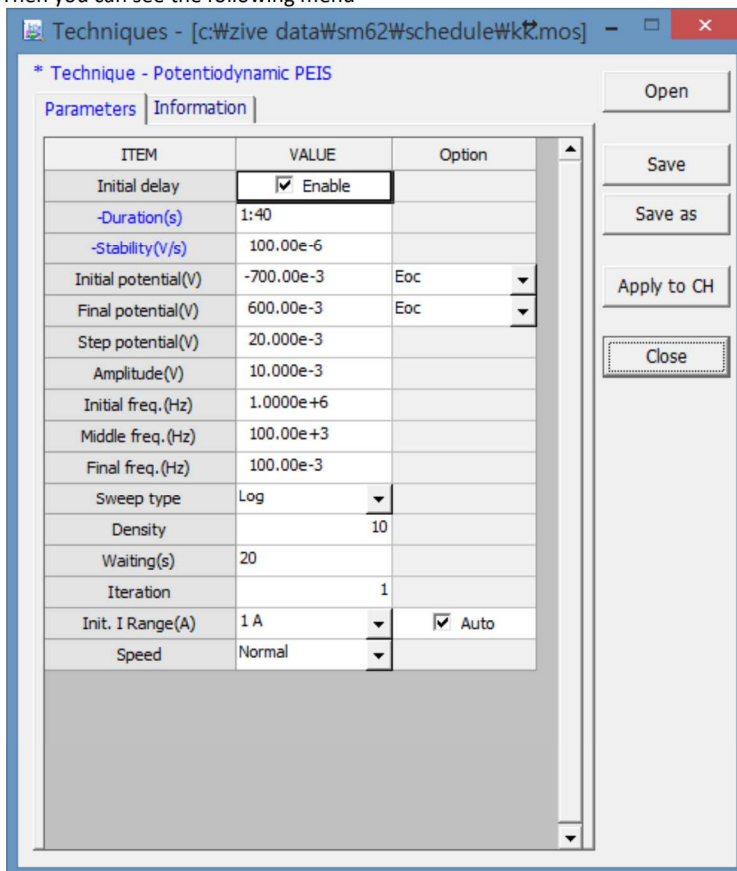 Then you can see the following menu
Techniques - [c:₩zive data₩sm62₩schedule₩kk.mos]
* Technique - Potentiodynamic PEIS
Parameters Information
ITEM VALUE Option
Initial delay Enable
-Duration(s) 1:40
-Stability(V/s) 100.00e-6
Initial potential(V) -700.00e-3 Eoc
Final potential(V) 600.00e-3 Eoc
Step potential(V) 20.000e-3
Amplitude(V) 10.000e-3
Initial freq.(Hz) 1.0000e+6
Middle freq.(Hz) 100.00e+3
Final freq.(Hz) 100.00e-3
Sweep type Log
Density 10
Waiting(s) 20
Iteration 1
Init. I Range(A) 1 A Auto
Speed Normal
Open
Save
Save as
Apply to CH
Close